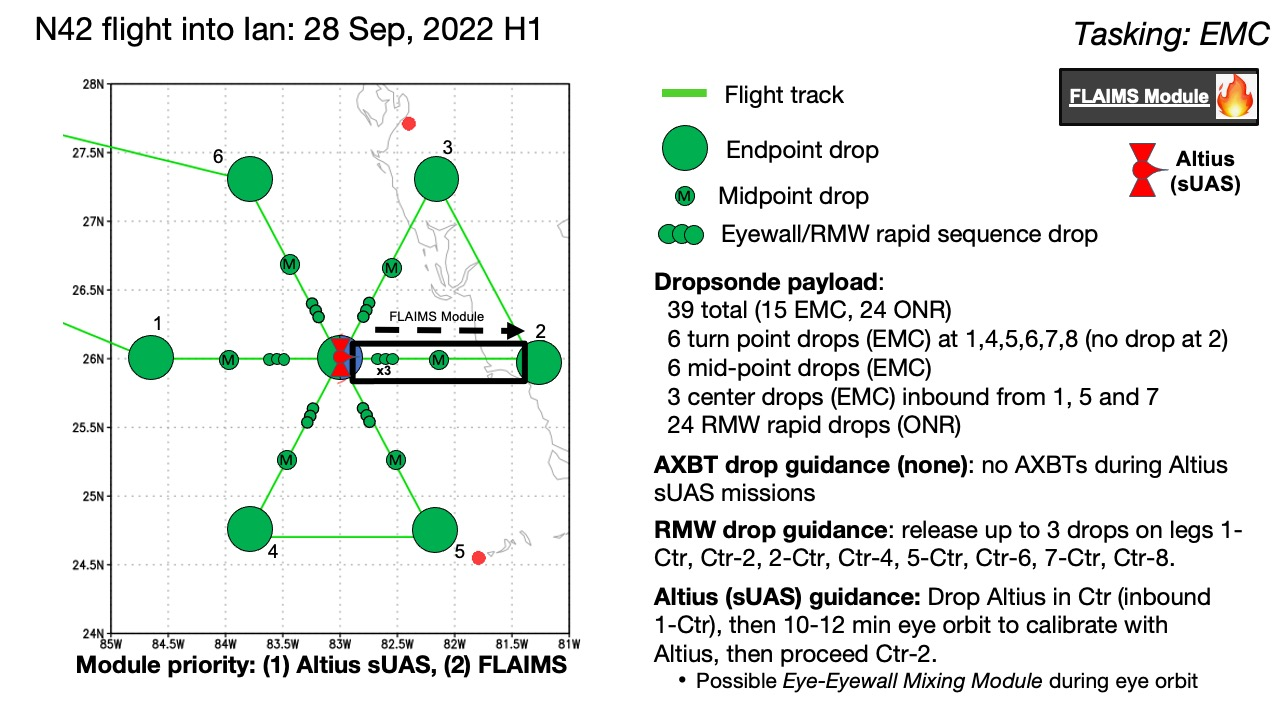 N42 flight into Ian: 28 Sep, 2022 H1
Tasking: EMC
FLAIMS Module
Altius
(sUAS)
Flight track
Endpoint drop
M
Midpoint drop
Eyewall/RMW rapid sequence drop
28N
27.5N
27N
26.5N
26N
25.5N
25N
24.5N
24N
85W
84.5W
84W
83.5W
83W
82.5W
82W
81.5W
81W
6
3
M
M
FLAIMS Module
1
2
M
M
x3
M
M
4
5
Module priority: (1) Altius sUAS, (2) FLAIMS
Dropsonde payload:
39 total (15 EMC, 24 ONR)
6 turn point drops (EMC) at 1,4,5,6,7,8 (no drop at 2)
6 mid-point drops (EMC)
3 center drops (EMC) inbound from 1, 5 and 7
24 RMW rapid drops (ONR)
AXBT drop guidance (none): no AXBTs during Altius
sUAS missions
RMW drop guidance: release up to 3 drops on legs 1-
Ctr, Ctr-2, 2-Ctr, Ctr-4, 5-Ctr, Ctr-6, 7-Ctr, Ctr-8.
Altius (sUAS) guidance: Drop Altius in Ctr (inbound
1-Ctr), then 10-12 min eye orbit to calibrate with
Altius, then proceed Ctr-2.
• Possible Eye-Eyewall Mixing Module during eye orbit